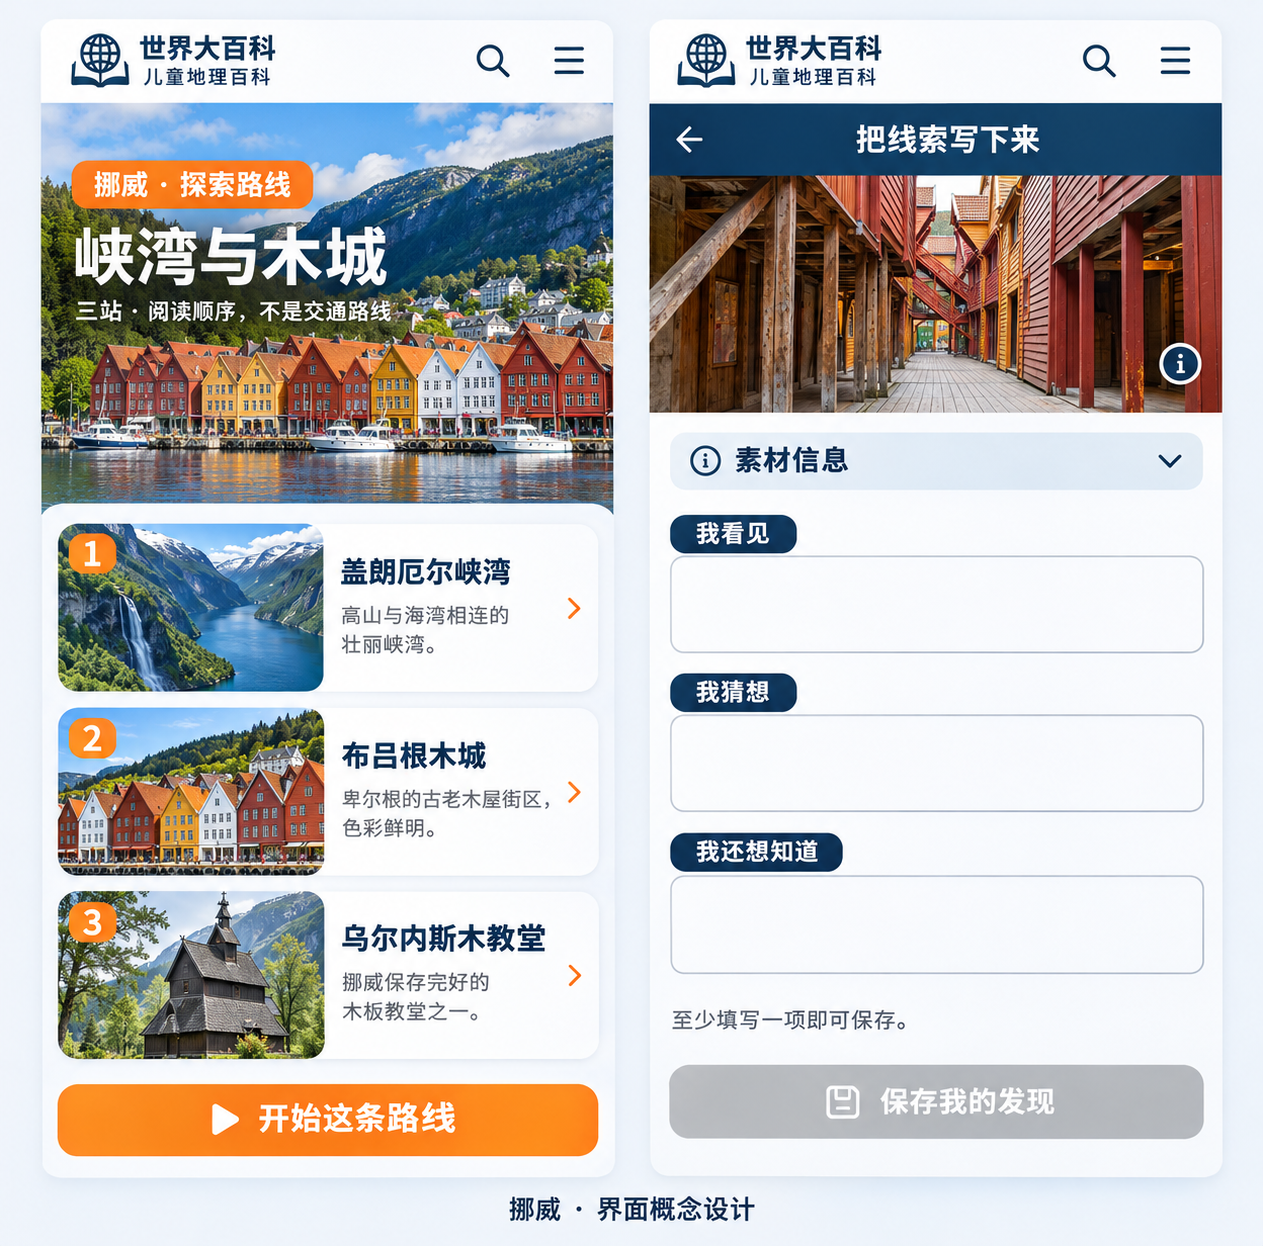 世界大百科
儿童地理百科
挪威 · 探索路线
峡湾与木城
三站 · 阅读顺序，不是交通路线
1
盖朗厄尔峡湾
高山与海湾相连的
壮丽峡湾。
2
布吕根木城
卑尔根的古老木屋街区，
色彩鲜明。
3
乌尔内斯木教堂
挪威保存完好的
木板教堂之一。
开始这条路线
世界大百科
儿童地理百科
把线索写下来
素材信息
我看见
我猜想
我还想知道
至少填写一项即可保存。
保存我的发现
挪威 · 界面概念设计